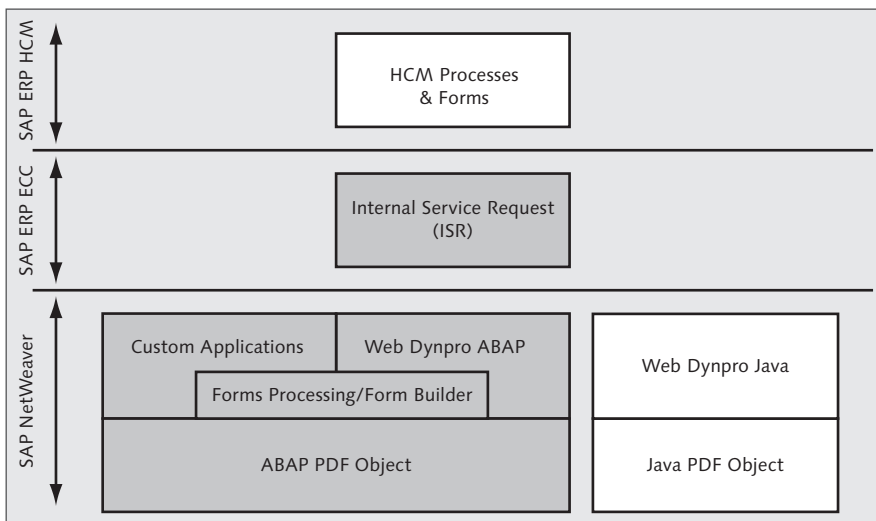 SAP ERP HCM
HCM Processes
& Forms
SAP ERP ECC
Internal Service Request
(ISR)
SAP NetWeaver
Custom Applications
Web Dynpro ABAP
Web Dynpro Java
Forms Processing/Form Builder
ABAP PDF Object
Java PDF Object